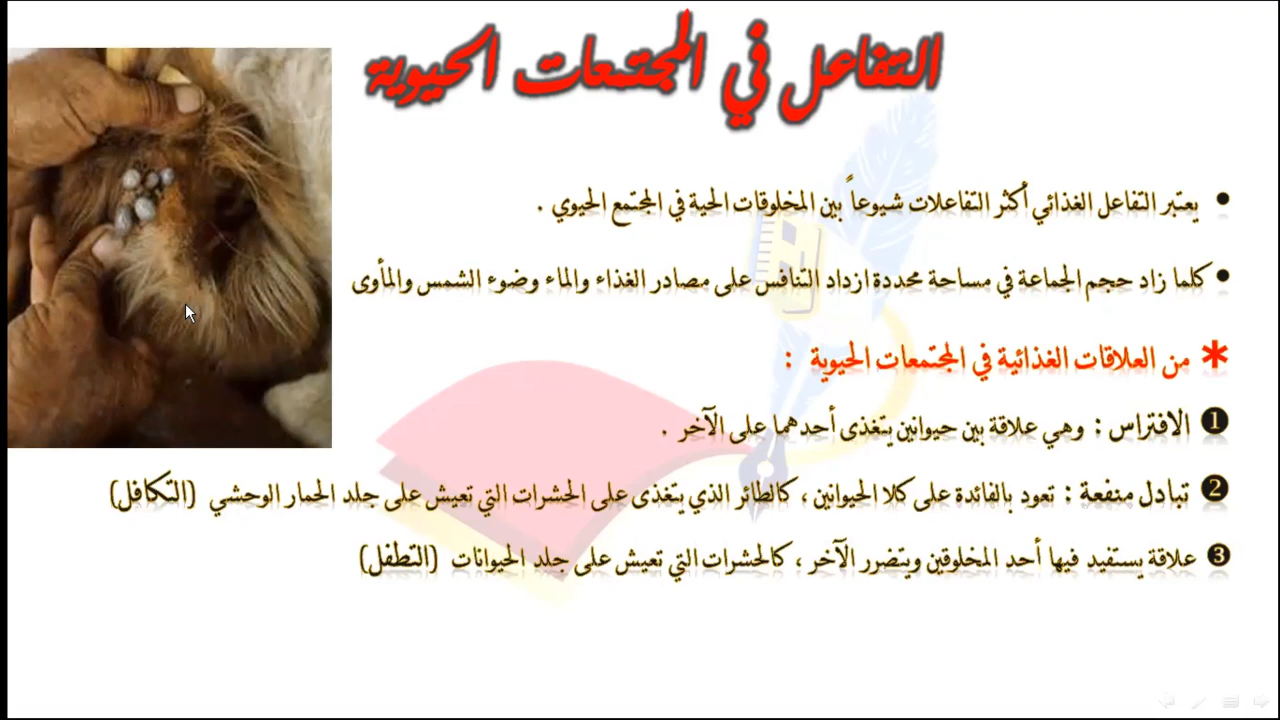 التفاعل في المجتمعات الحيوية
• يعتبر التفاعل الغذائي أكثر التفاعلات شيوعاً بين المخلوقات الحية في المجتمع الحيوي .
• كلما زاد حجم الجماعة في مساحة محددة ازداد التنافس على مصادر الغذاء والماء وضوء الشمس والمأوى
* من العلاقات الغذائية في المجتمعات الحيوية :
❶ الافتراس : وهي علاقة بين حيوانين يتغذى أحدهما على الآخر .
❷ تبادل منفعة : تعود بالفائدة على كلا الحيوانين ، كالطائر الذي يتغذى على الحشرات التي تعيش على جلد الحمار الوحشي (التكافل)
❸ علاقة يستفيد فيها أحد المخلوقين ويتضرر الآخر ، كالحشرات التي تعيش على جلد الحيوانات (التطفل)